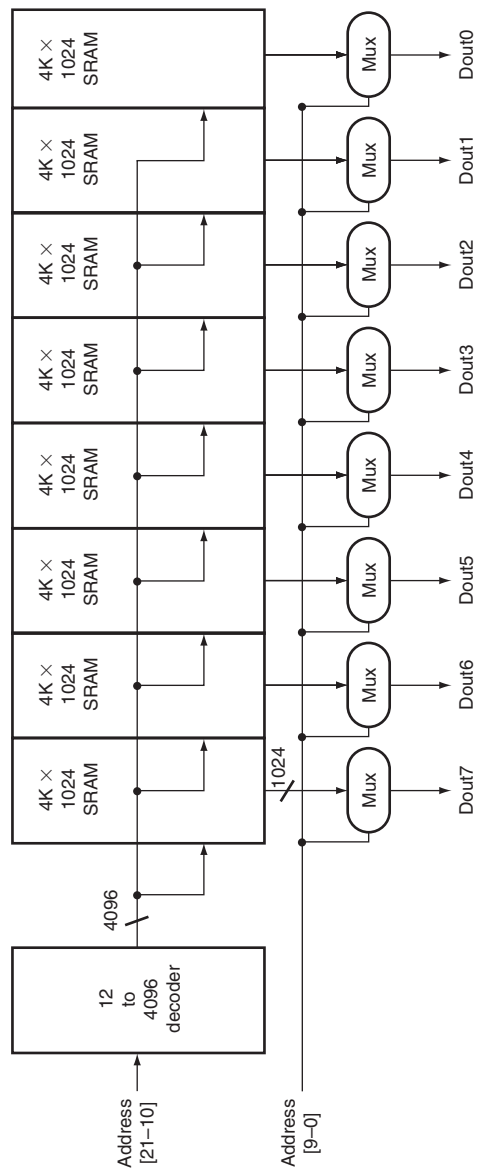 Address
[21–10]
12
to
4096
decoder
4096
4K ×
1024
SRAM
4K ×
1024
SRAM
4K ×
1024
SRAM
4K ×
1024
SRAM
4K ×
1024
SRAM
4K ×
1024
SRAM
4K ×
1024
SRAM
4K ×
1024
SRAM
Address
[9–0]
1024
Mux
Mux
Mux
Mux
Mux
Mux
Mux
Mux
Dout7
Dout6
Dout5
Dout4
Dout3
Dout2
Dout1
Dout0